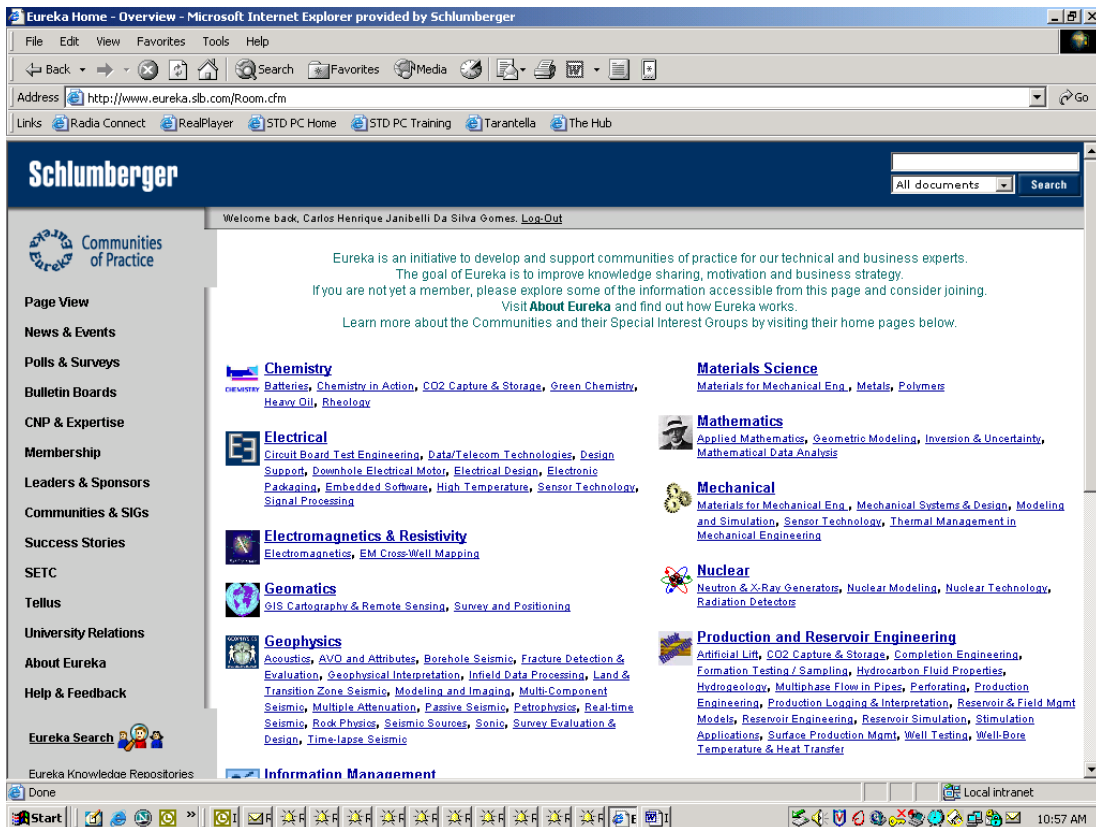 Eureka Home - Overview - Microsoft Internet Explorer provided by Schlumberger
File Edit View Favorites Tools Help
Back Search Favorites Media
Address http://www.eureka.slb.com/Room.cfm Go
Links Radia Connect RealPlayer STD PC Home STD PC Training Tarantella The Hub
Schlumberger
All documents Search
Welcome back, Carlos Henrique Janibelli Da Silva Gomes. Log-Out
Eureka Eureka Communities
of Practice
Page View
News & Events
Polls & Surveys
Bulletin Boards
CNP & Expertise
Membership
Leaders & Sponsors
Communities & SIGs
Success Stories
SETC
Tellus
University Relations
About Eureka
Help & Feedback
Eureka Search
Eureka Knowledge Repositories
Eureka is an initiative to develop and support communities of practice for our technical and business experts.
The goal of Eureka is to improve knowledge sharing, motivation and business strategy.
If you are not yet a member, please explore some of the information accessible from this page and consider joining.
Visit About Eureka and find out how Eureka works.
Learn more about the Communities and their Special Interest Groups by visiting their home pages below.
CHEMISTRY
Chemistry
Batteries, Chemistry in Action, CO2 Capture & Storage, Green Chemistry,
Heavy Oil, Rheology
Electrical
Circuit Board Test Engineering, Data/Telecom Technologies, Design
Support, Downhole Electrical Motor, Electrical Design, Electronic
Packaging, Embedded Software, High Temperature, Sensor Technology,
Signal Processing
Electromagnetics & Resistivity
Electromagnetics, EM Cross-Well Mapping
Geomatics
GIS Cartography & Remote Sensing, Survey and Positioning
GEOPHYSICS
Geophysics
Acoustics, AVO and Attributes, Borehole Seismic, Fracture Detection &
Evaluation, Geophysical Interpretation, Infield Data Processing, Land &
Transition Zone Seismic, Modeling and Imaging, Multi-Component
Seismic, Multiple Attenuation, Passive Seismic, Petrophysics, Real-time
Seismic, Rock Physics, Seismic Sources, Sonic, Survey Evaluation &
Design, Time-lapse Seismic
Information Management
Materials Science
Materials for Mechanical Eng., Metals, Polymers
Mathematics
Applied Mathematics, Geometric Modeling, Inversion & Uncertainty,
Mathematical Data Analysis
Mechanical
Materials for Mechanical Eng., Mechanical Systems & Design, Modeling
and Simulation, Sensor Technology, Thermal Management in
Mechanical Engineering
Nuclear
Neutron & X-Ray Generators, Nuclear Modeling, Nuclear Technology,
Radiation Detectors
Production and Reservoir Engineering
Artificial Lift, CO2 Capture & Storage, Completion Engineering,
Formation Testing / Sampling, Hydrocarbon Fluid Properties,
Hydrogeology, Multiphase Flow in Pipes, Perforating, Production
Engineering, Production Logging & Interpretation, Reservoir & Field Mgmt
Models, Reservoir Engineering, Reservoir Simulation, Stimulation
Applications, Surface Production Mgmt, Well Testing, Well-Bore
Temperature & Heat Transfer
Done Local intranet
Start 10:57 AM